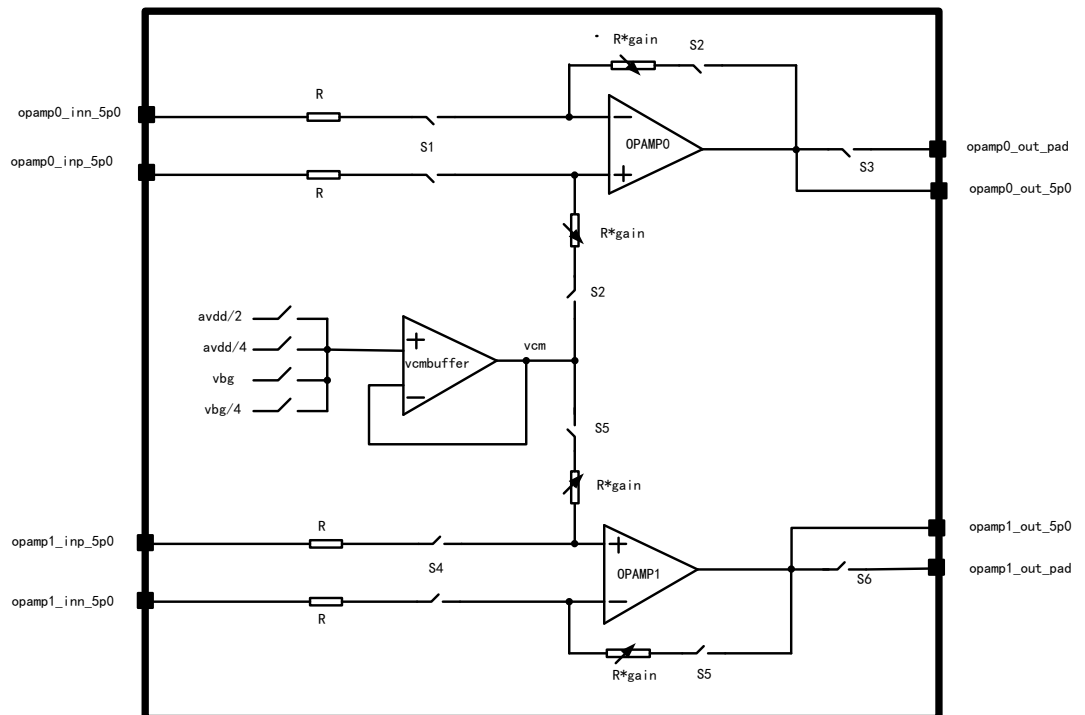 R*gain
S2
R
opamp0_inn_5p0
S1
OPAMP0
opamp0_out_pad
opamp0_inp_5p0
S3
R
opamp0_out_5p0
R*gain
S2
avdd/2
vcm
avdd/4
vcmbuffer
vbg
vbg/4
S5
R*gain
R
opamp1_out_5p0
opamp1_inp_5p0
S4
OPAMP1
opamp1_out_pad
S6
opamp1_inn_5p0
R
R*gain
S5